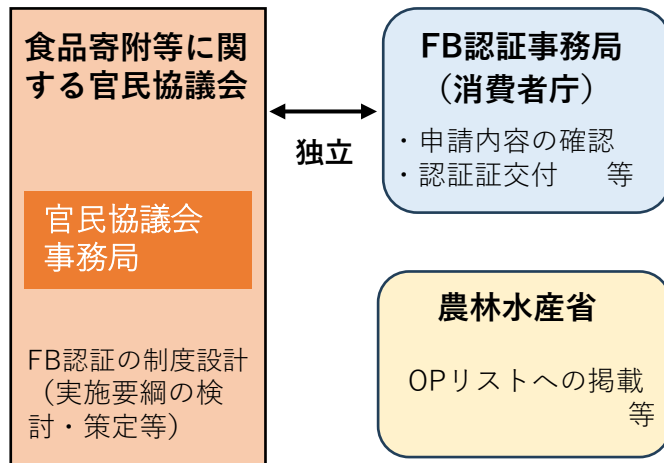 食品寄附等に関
する官民協議会
官民協議会
事務局
FB認証の制度設計
（実施要綱の検
討・策定等）
独立
FB認証事務局
（消費者庁）
・申請内容の確認
・認証証交付　等
農林水産省
OPリストへの掲載
等